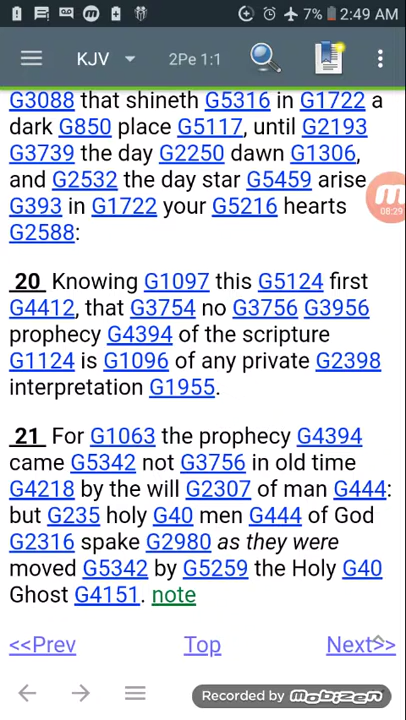 7% 2:49 AM
KJV 2Pe 1:1
G3088 that shineth G5316 in G1722 a
dark G850 place G5117, until G2193
G3739 the day G2250 dawn G1306,
and G2532 the day star G5459 arise
G393 in G1722 your G5216 hearts
08:29
G2588:
20 Knowing G1097 this G5124 first
G4412, that G3754 no G3756 G3956
prophecy G4394 of the scripture
G1124 is G1096 of any private G2398
interpretation G1955.
21 For G1063 the prophecy G4394
came G5342 not G3756 in old time
G4218 by the will G2307 of man G444:
but G235 holy G40 men G444 of God
G2316 spake G2980 as they were
moved G5342 by G5259 the Holy G40
Ghost G4151. note
<<Prev Top Next>>
Recorded by mobizen